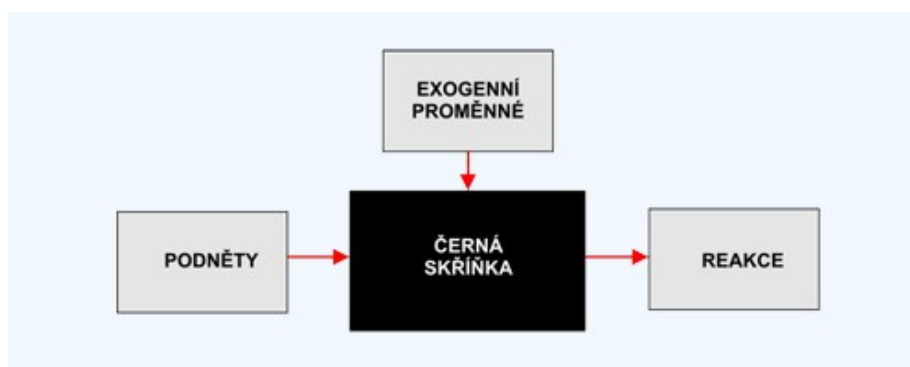 EXOGENNÍ
PROMĚNNÉ
PODNĚTY
ČERNÁ
SKŘÍŇKA
REAKCE